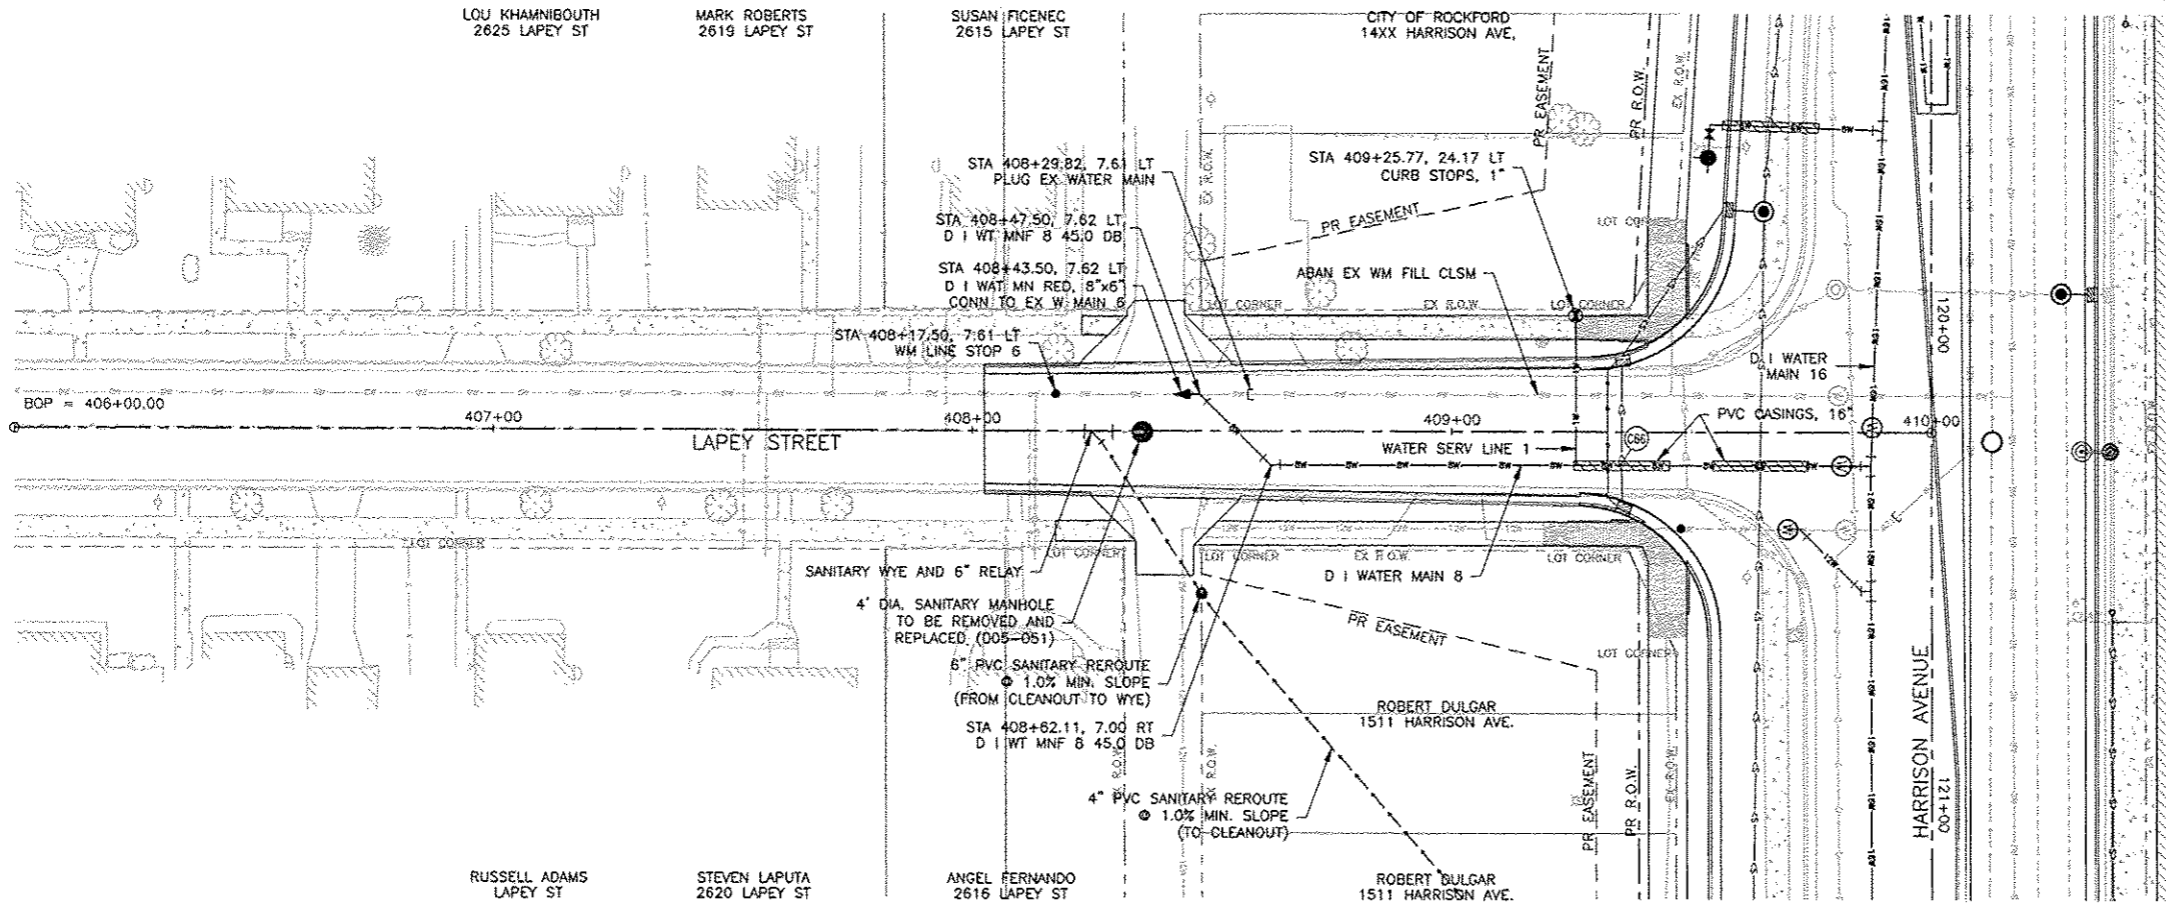 LOU KHAMNIBOUTH
2625 LAPEY ST
MARK ROBERTS
2619 LAPEY ST
SUSAN FICENEC
2615 LAPEY ST
CITY OF ROCKFORD
14XX HARRISON AVE,
PR EASEMENT
PR R.O.W.
EX R.O.W.
STA 408+29.82, 7.61 LT
PLUG EX WATER MAIN
EX R.O.W.
STA 409+25.77, 24.17 LT
CURB STOPS, 1"
STA 408+47.50, 7.62 LT
D I WT MNF 8 45.0 DB
PR EASEMENT
LOT CORNER
STA 408+43.50, 7.62 LT
D I WAT MN RED, 8"x6"
CONN TO EX W MAIN 6
ABAN EX WM FILL CLSM
LOT CORNER
EX R.O.W.
LOT CORNER
STA 408+17.50, 7.61 LT
WM LINE STOP 6
120+00
D I WATER
MAIN 16
BOP = 406+00.00
407+00
408+00
409+00
410+00
PVC CASINGS, 16"
LAPEY STREET
WATER SERV LINE 1
C66
LOT CORNER
LOT CORNER
LOT CORNER
EX R.O.W.
LOT CORNER
SANITARY WYE AND 6" RELAY
D I WATER MAIN 8
4' DIA. SANITARY MANHOLE
TO BE REMOVED AND
REPLACED (D05-051)
PR EASEMENT
LOT CORNER
6" PVC SANITARY REROUTE
@ 1.0% MIN. SLOPE
(FROM CLEANOUT TO WYE)
ROBERT DULGAR
1511 HARRISON AVE.
STA 408+62.11, 7.00 RT
D I WT MNF 8 45.0 DB
EX R.O.W.
EX R.O.W.
PR EASEMENT
PR R.O.W.
EX R.O.W.
HARRISON AVENUE
121+00
4" PVC SANITARY REROUTE
@ 1.0% MIN. SLOPE
(TO CLEANOUT)
RUSSELL ADAMS
LAPEY ST
STEVEN LAPUTA
2620 LAPEY ST
ANGEL FERNANDO
2616 LAPEY ST
ROBERT DULGAR
1511 HARRISON AVE.